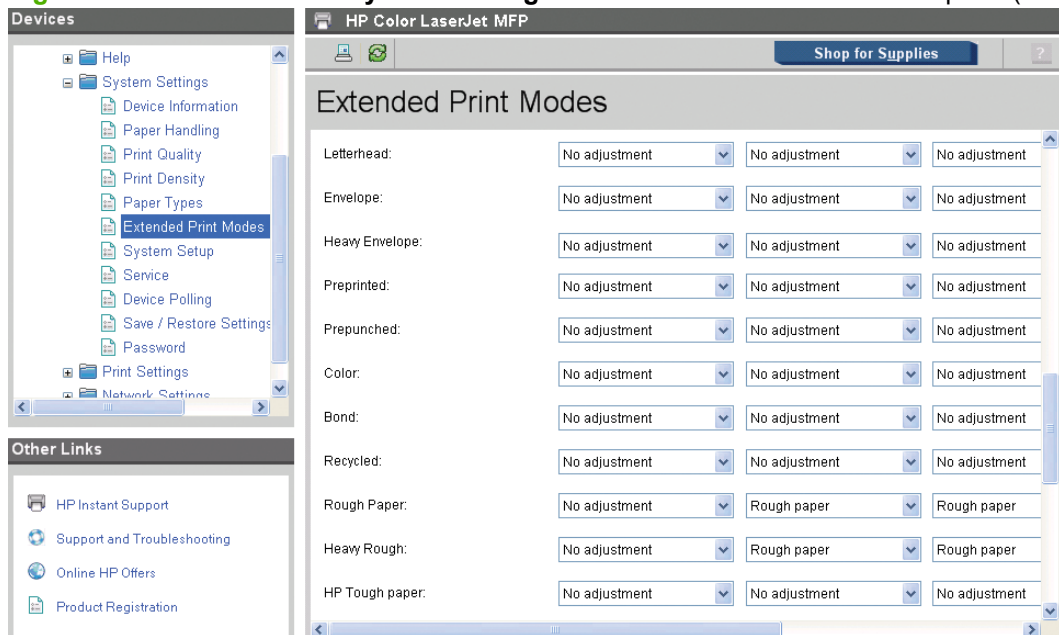 Devices
Help
System Settings
Device Information
Paper Handling
Print Quality
Print Density
Paper Types
Extended Print Modes
System Setup
Service
Device Polling
Save / Restore Settings
Password
Print Settings
Network Settings
Other Links
HP Instant Support
Support and Troubleshooting
Online HP Offers
Product Registration
HP Color LaserJet MFP
Shop for Supplies
?
Extended Print Modes
Letterhead: No adjustment No adjustment No adjustment
Envelope: No adjustment No adjustment No adjustment
Heavy Envelope: No adjustment No adjustment No adjustment
Preprinted: No adjustment No adjustment No adjustment
Prepunched: No adjustment No adjustment No adjustment
Color: No adjustment No adjustment No adjustment
Bond: No adjustment No adjustment No adjustment
Recycled: No adjustment No adjustment No adjustment
Rough Paper: No adjustment Rough paper Rough paper
Heavy Rough: No adjustment Rough paper Rough paper
HP Tough paper: No adjustment No adjustment No adjustment